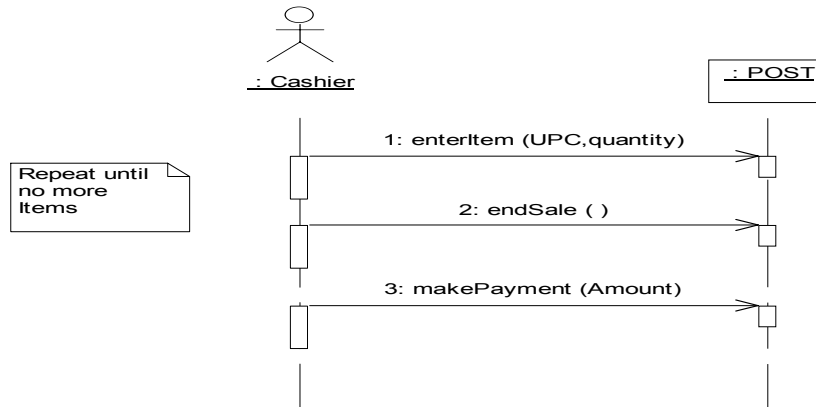 : Cashier
: POST
1: enterItem (UPC,quantity)
Repeat until
no more
Items
2: endSale ( )
3: makePayment (Amount)